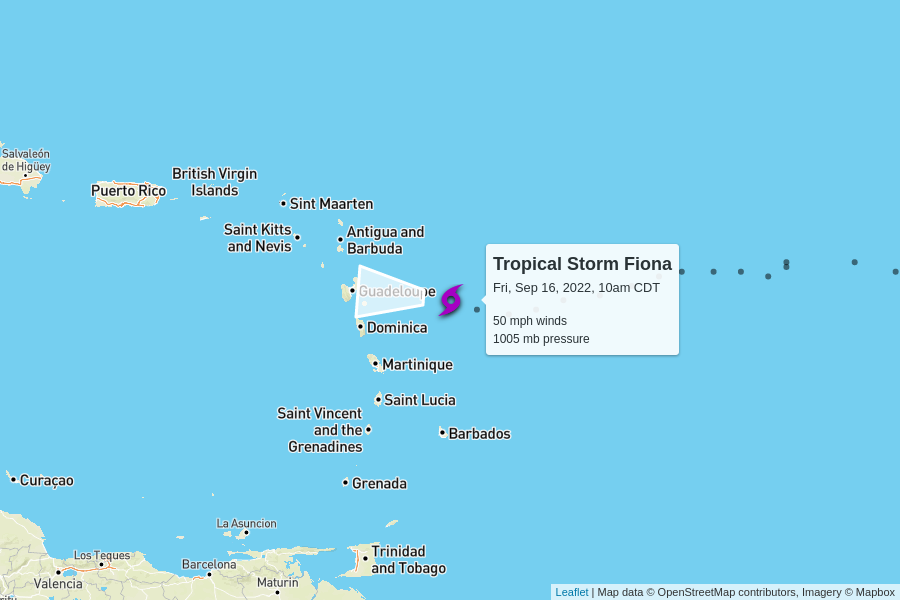 Salvaleón
de Higüey
Puerto Rico
British Virgin
Islands
Sint Maarten
Saint Kitts
and Nevis
Antigua and
Barbuda
Guadeloupe
Dominica
Martinique
Saint Lucia
Saint Vincent
and the
Grenadines
Barbados
Grenada
Curaçao
La Asuncion
Trinidad
and Tobago
Los Teques
Barcelona
Valencia
Maturin
Tropical Storm Fiona
Fri, Sep 16, 2022, 10am CDT
50 mph winds
1005 mb pressure
Leaflet | Map data © OpenStreetMap contributors, Imagery © Mapbox